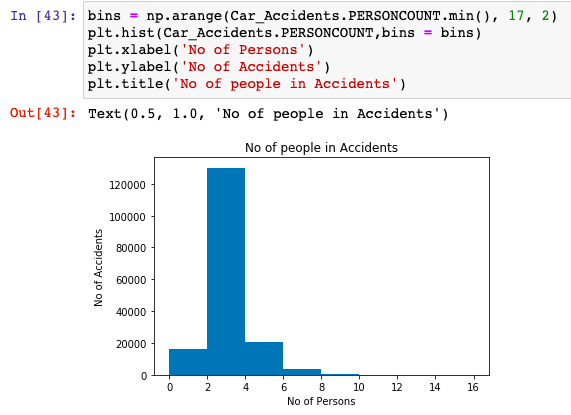 In [43]: bins = np.arange(Car_Accidents.PERSONCOUNT.min(), 17, 2)
plt.hist(Car_Accidents.PERSONCOUNT,bins = bins)
plt.xlabel('No of Persons')
plt.ylabel('No of Accidents')
plt.title('No of people in Accidents')
Out[43]: Text(0.5, 1.0, 'No of people in Accidents')
No of people in Accidents
120000
100000
80000
60000
40000
20000
0
No of Accidents
0 2 4 6 8 10 12 14 16
No of Persons